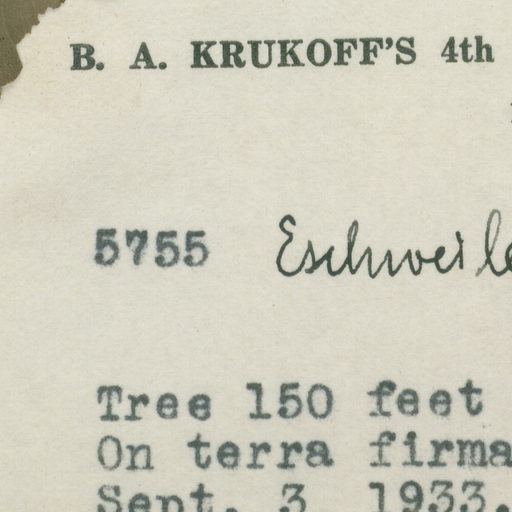 B. A. KRUKOFF'S 4th
5755 Eschweile
Tree 150 feet
On terra firma
Sept. 3 1933.